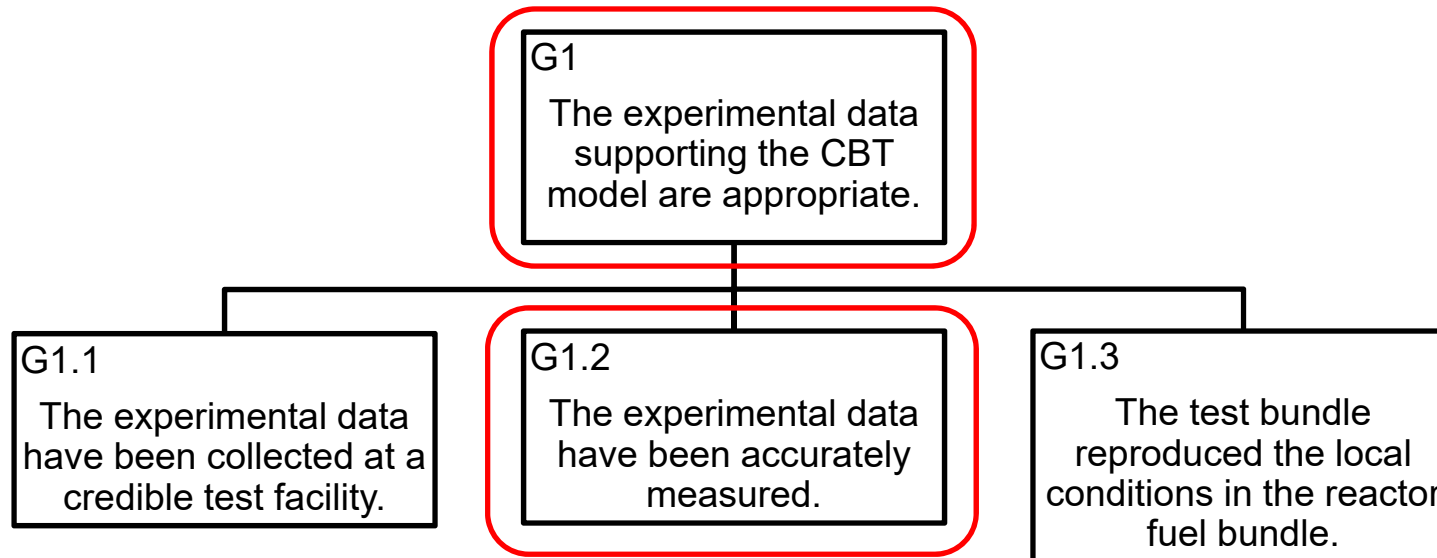 G1
The experimental data
supporting the CBT
model are appropriate.
G1.1
The experimental data
have been collected at a
credible test facility.
G1.2
The experimental data
have been accurately
measured.
G1.3
The test bundle
reproduced the local
conditions in the reactor
fuel bundle.